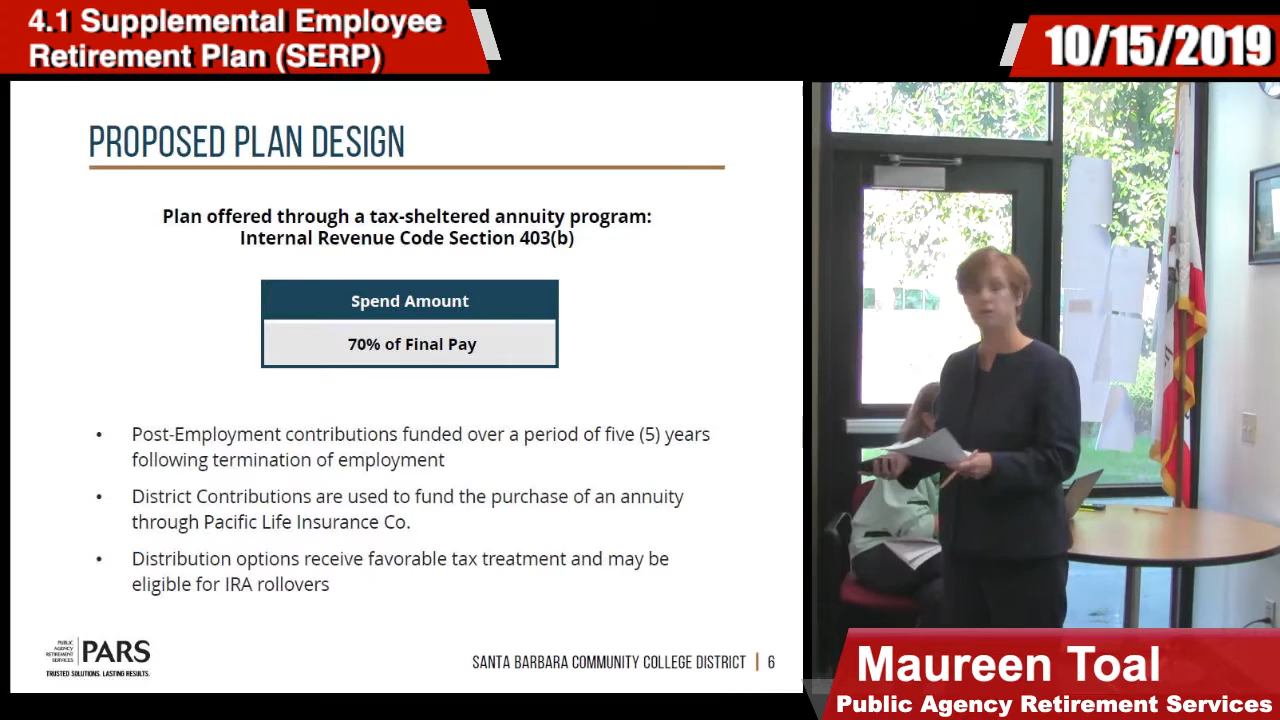 4.1 Supplemental Employee
Retirement Plan (SERP)
10/15/2019
PROPOSED PLAN DESIGN
Plan offered through a tax-sheltered annuity program:
Internal Revenue Code Section 403(b)
Spend Amount
70% of Final Pay
• Post-Employment contributions funded over a period of five (5) years
following termination of employment
• District Contributions are used to fund the purchase of an annuity
through Pacific Life Insurance Co.
• Distribution options receive favorable tax treatment and may be
eligible for IRA rollovers
PUBLIC
AGENCY
RETIREMENT
SERVICES
PARS
TRUSTED SOLUTIONS. LASTING RESULTS.
SANTA BARBARA COMMUNITY COLLEGE DISTRICT | 6
Maureen Toal
Public Agency Retirement Services